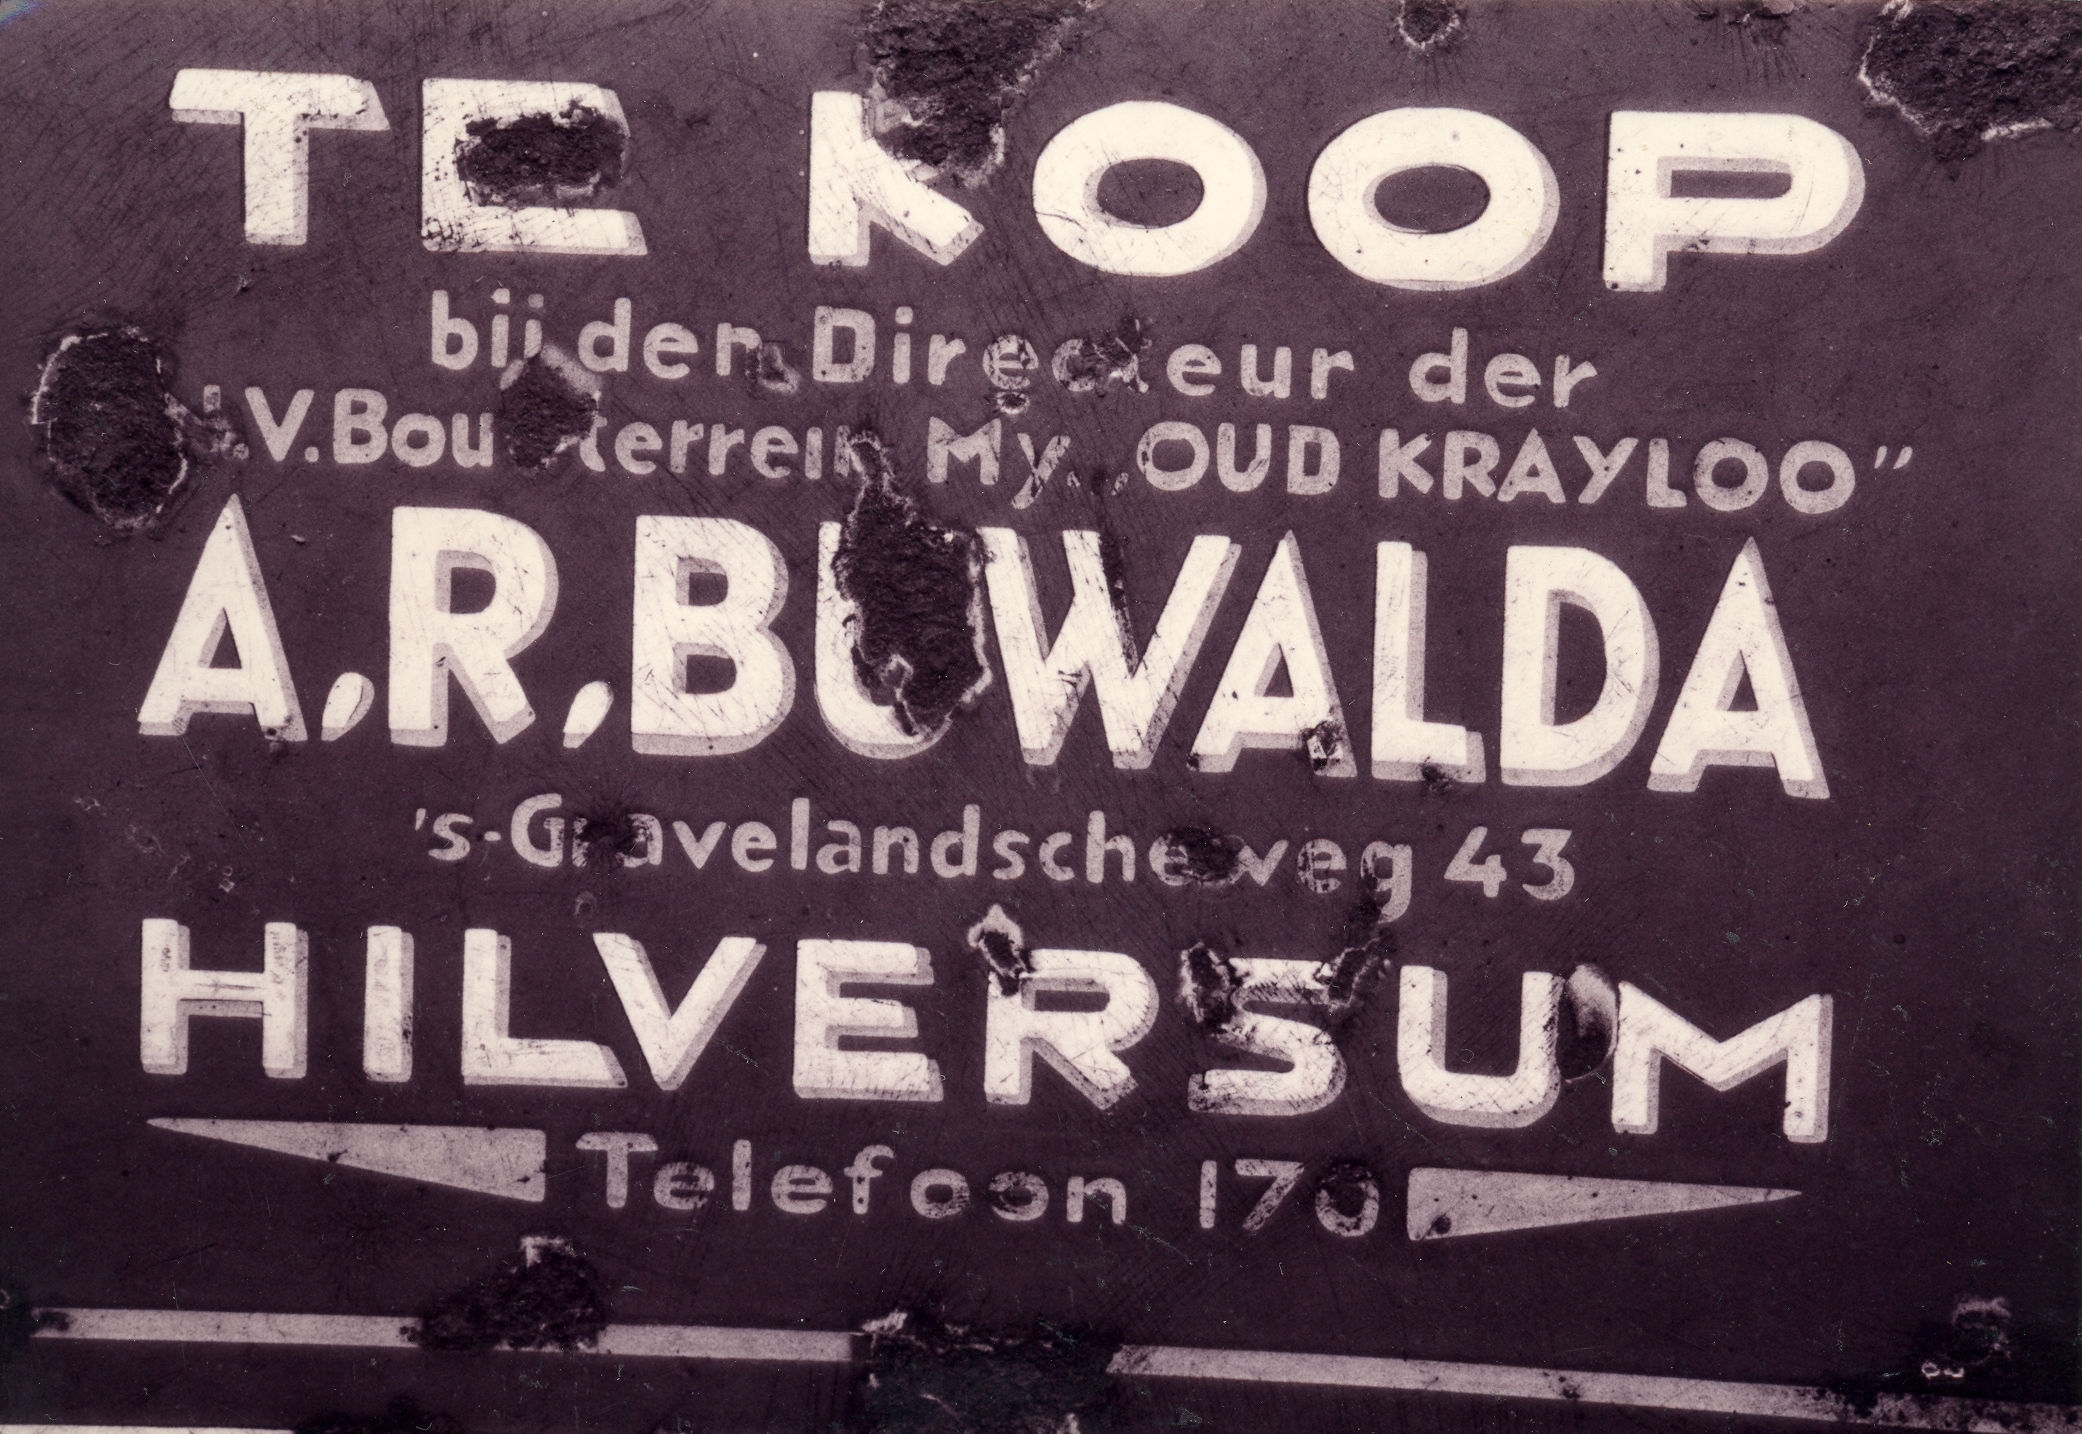 TE KOOP
bij den Directeur der
N.V. Bouwterrein My. „OUD KRAYLOO”
A.R.BUWALDA
's-Gravelandscheweg 43
HILVERSUM
Telefoon 170